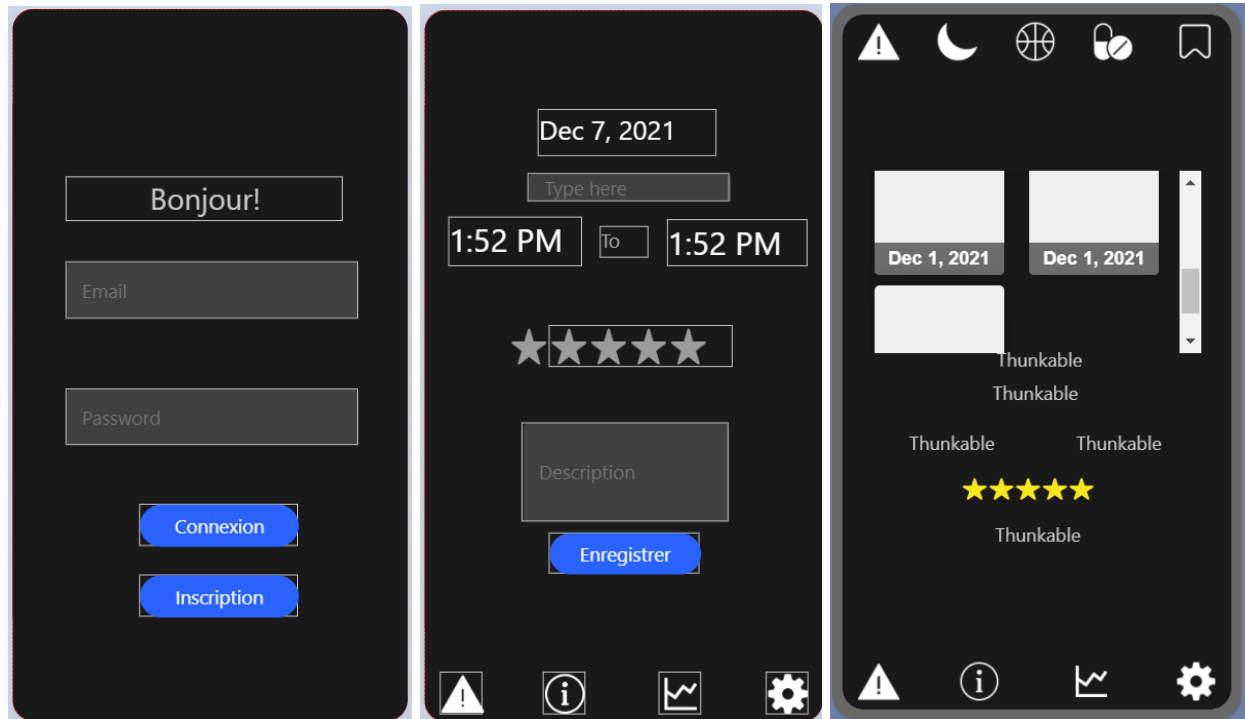 Bonjour!
Email
Password
Connexion
Inscription
Dec 7, 2021
Type here
1:52 PM To 1:52 PM
Description
Enregistrer
Dec 1, 2021 Dec 1, 2021
Thunkable
Thunkable
Thunkable Thunkable
Thunkable